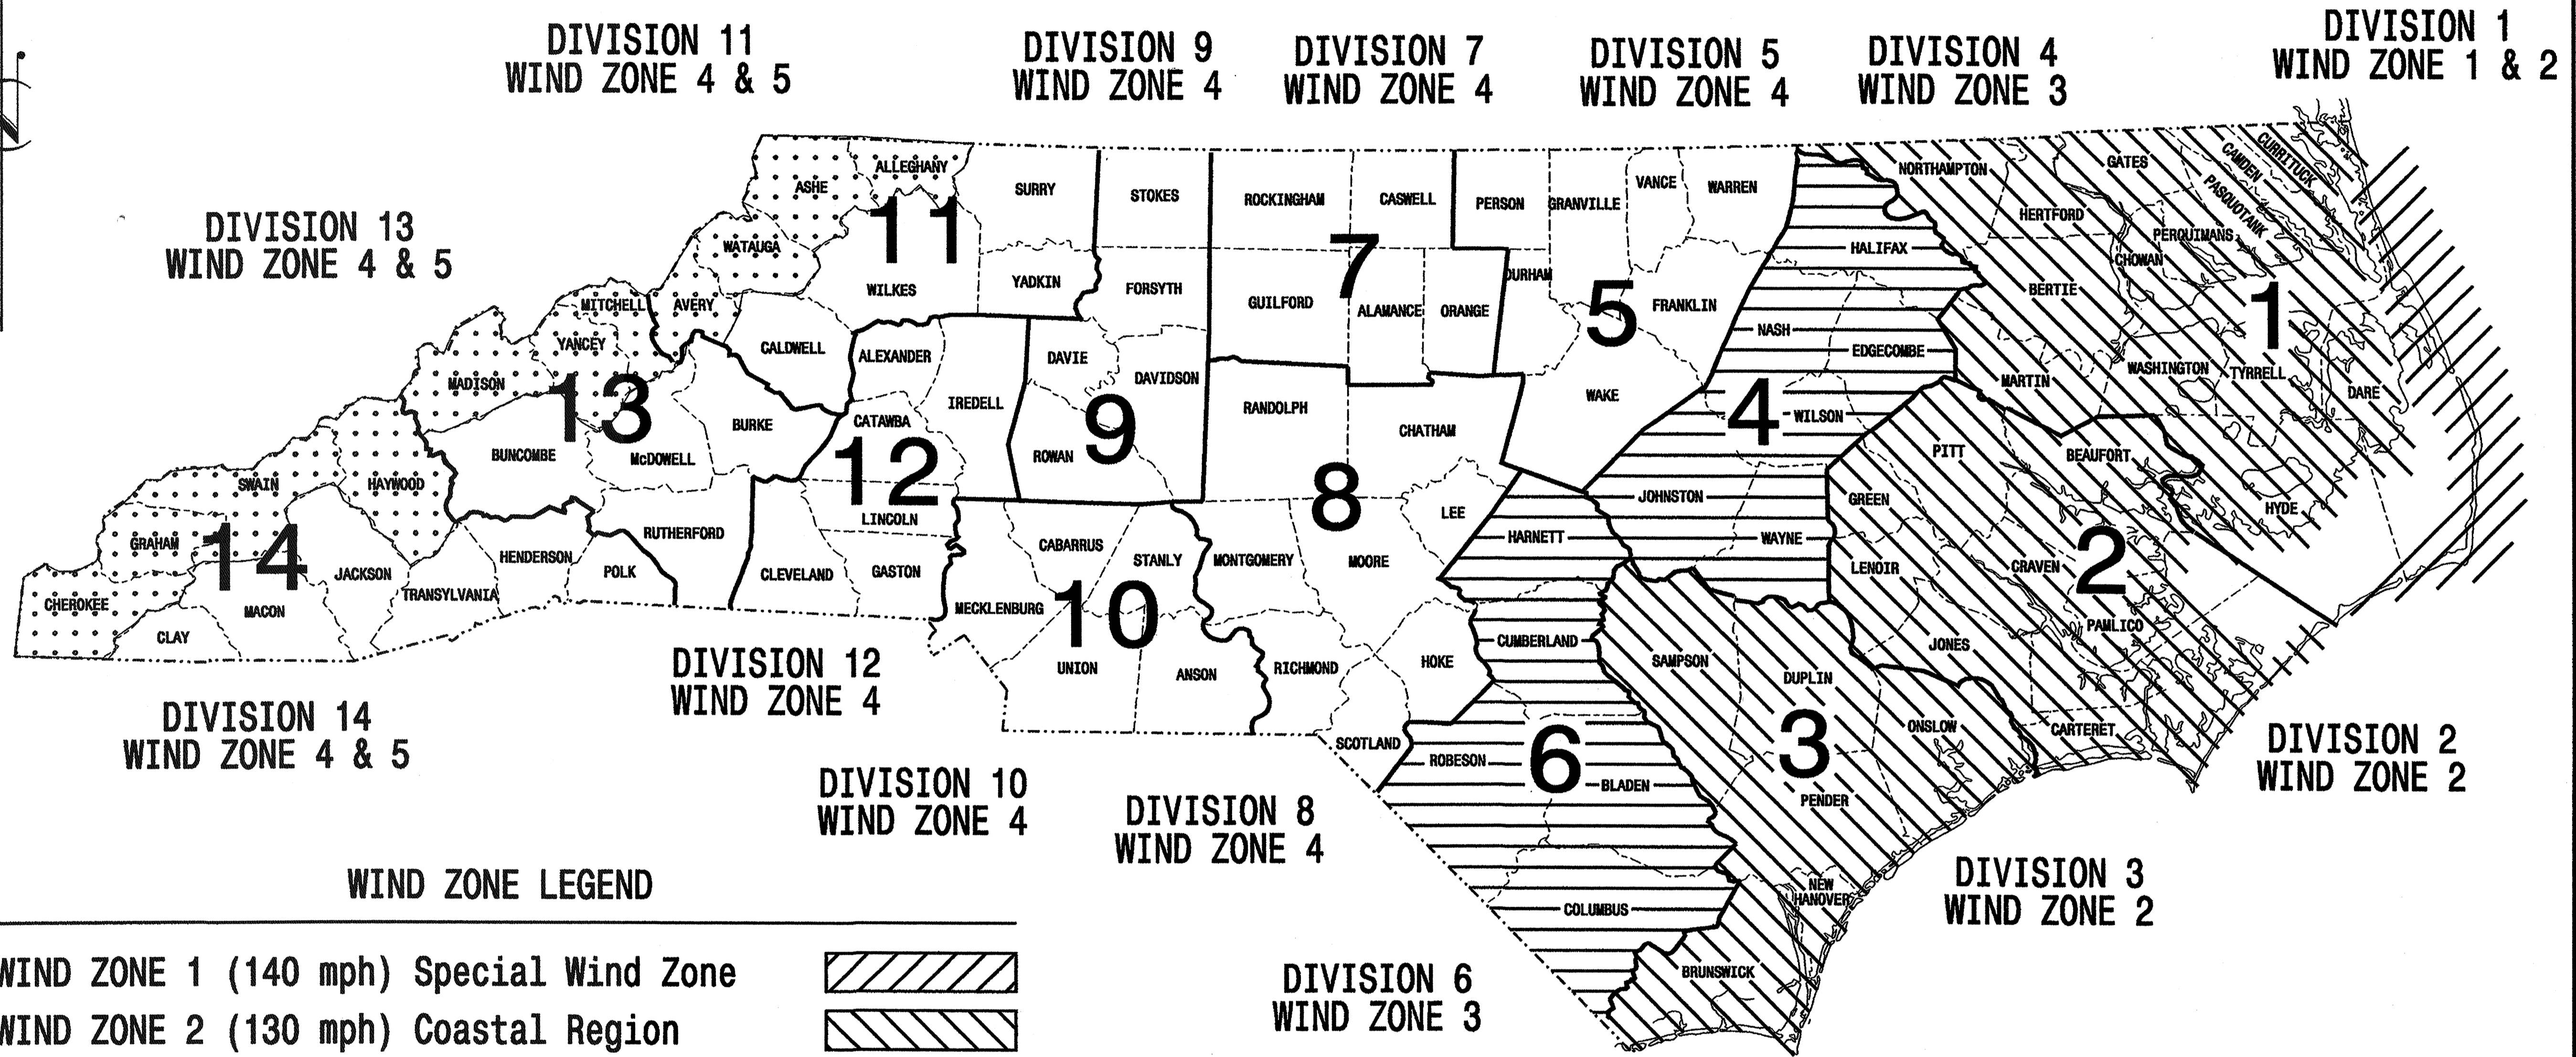 DIVISION 11
WIND ZONE 4 & 5
DIVISION 9
WIND ZONE 4
DIVISION 7
WIND ZONE 4
DIVISION 5
WIND ZONE 4
DIVISION 4
WIND ZONE 3
DIVISION 1
WIND ZONE 1 & 2
DIVISION 13
WIND ZONE 4 & 5
ASHE
ALLEGHANY
SURRY
STOKES
ROCKINGHAM
CASWELL
PERSON
GRANVILLE
VANCE
WARREN
NORTHAMPTON
GATES
CAMDEN
CURRITUCK
PASQUOTANK
HERTFORD
PERQUIMANS
CHOWAN
WATAUGA
11
WILKES
YADKIN
FORSYTH
GUILFORD
7
ALAMANCE
ORANGE
DURHAM
5
FRANKLIN
HALIFAX
NASH
EDGECOMBE
BERTIE
1
MITCHELL
AVERY
YANCEY
CALDWELL
ALEXANDER
DAVIE
DAVIDSON
MADISON
13
BURKE
CATAWBA
IREDELL
ROWAN
9
RANDOLPH
CHATHAM
WAKE
4
WILSON
MARTIN
WASHINGTON
TYRRELL
DARE
PITT
BEAUFORT
HYDE
SWAIN
HAYWOOD
BUNCOMBE
McDOWELL
12
LINCOLN
8
LEE
JOHNSTON
GREEN
GRAHAM
14
JACKSON
HENDERSON
RUTHERFORD
POLK
CLEVELAND
GASTON
CABARRUS
STANLY
MONTGOMERY
MOORE
HARNETT
WAYNE
LENOIR
CRAVEN
2
CHEROKEE
MACON
CLAY
TRANSYLVANIA
MECKLENBURG
10
UNION
ANSON
RICHMOND
HOKE
CUMBERLAND
SAMPSON
DUPLIN
JONES
PAMLICO
SCOTLAND
ROBESON
6
BLADEN
3
ONSLOW
CARTERET
PENDER
COLUMBUS
NEW
HANOVER
BRUNSWICK
DIVISION 14
WIND ZONE 4 & 5
DIVISION 12
WIND ZONE 4
DIVISION 10
WIND ZONE 4
DIVISION 8
WIND ZONE 4
DIVISION 2
WIND ZONE 2
DIVISION 3
WIND ZONE 2
DIVISION 6
WIND ZONE 3
WIND ZONE LEGEND
WIND ZONE 1 (140 mph) Special Wind Zone
WIND ZONE 2 (130 mph) Coastal Region